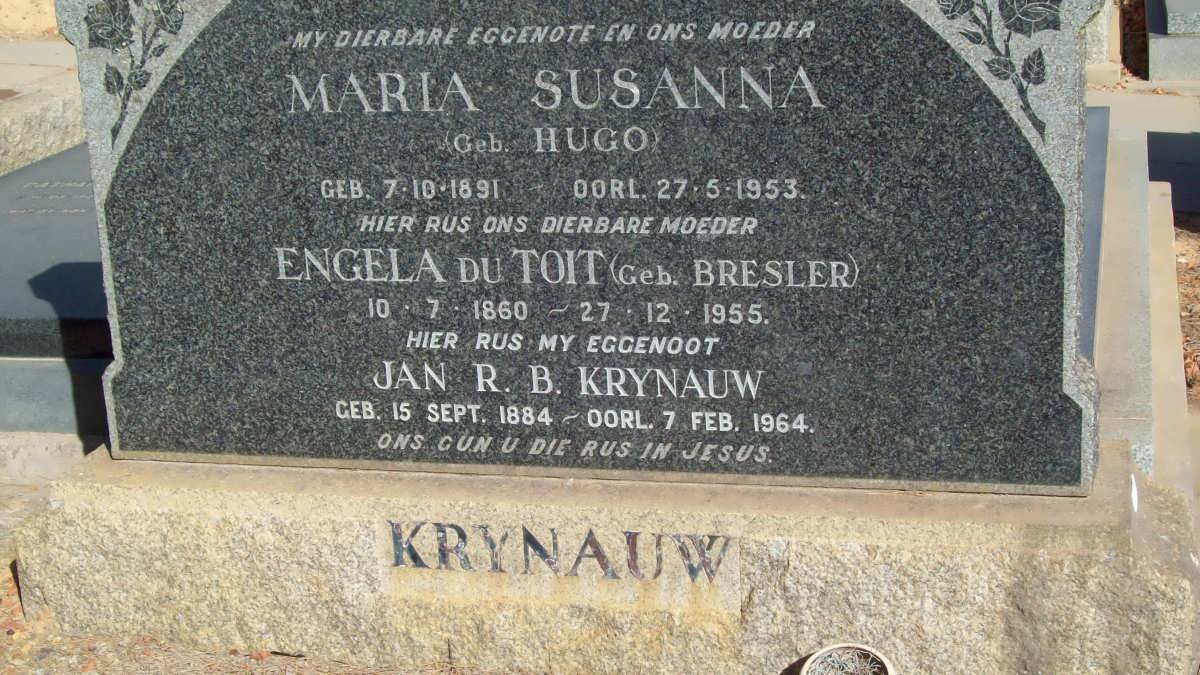 MY DIERBARE EGGENOTE EN ONS MOEDER
MARIA SUSANNA
(Geb. HUGO)
GEB. 7·10·1891 ~ OORL. 27·5·1953.
HIER RUS ONS DIERBARE MOEDER
ENGELA DU TOIT (Geb. BRESLER)
10 · 7 · 1860 ~ 27 · 12 · 1955.
HIER RUS MY EGGENOOT
JAN R. B. KRYNAUW
GEB. 15 SEPT. 1884 ~ OORL. 7 FEB. 1964.
ONS GUN U DIE RUS IN JESUS.
KRYNAUW